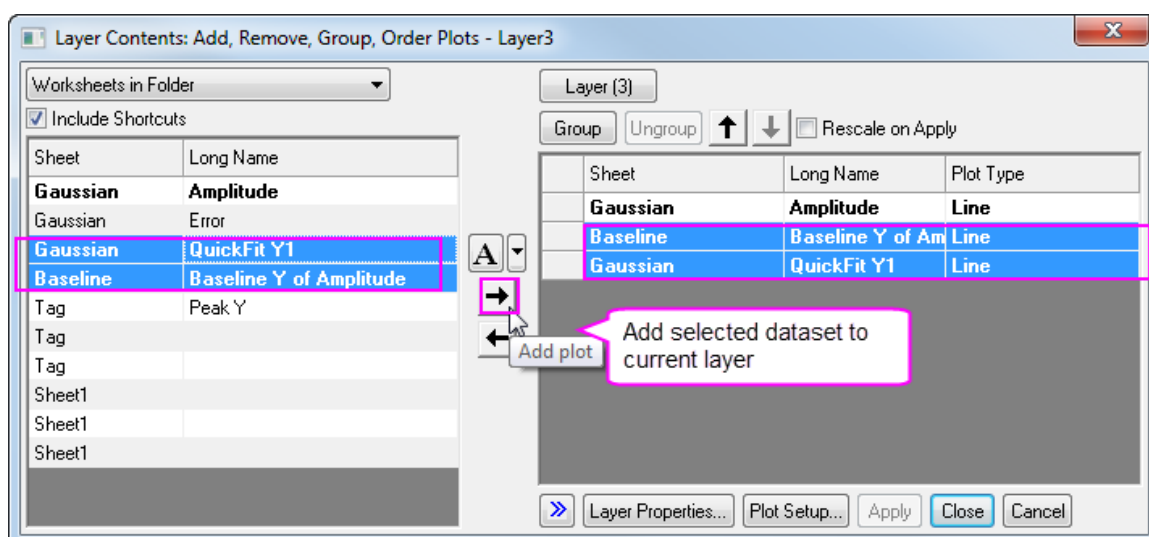 Layer Contents: Add, Remove, Group, Order Plots - Layer3
x
Worksheets in Folder
Include Shortcuts
Sheet Long Name
Gaussian Amplitude
Gaussian Error
Gaussian QuickFit Y1
Baseline Baseline Y of Amplitude
Tag Peak Y
Tag
Tag
Sheet1
Sheet1
Sheet1
A
Add plot
Layer (3)
Group Ungroup Rescale on Apply
Sheet Long Name Plot Type
Gaussian Amplitude Line
Baseline Baseline Y of Am Line
Gaussian QuickFit Y1 Line
Add selected dataset to
current layer
Layer Properties... Plot Setup... Apply Close Cancel